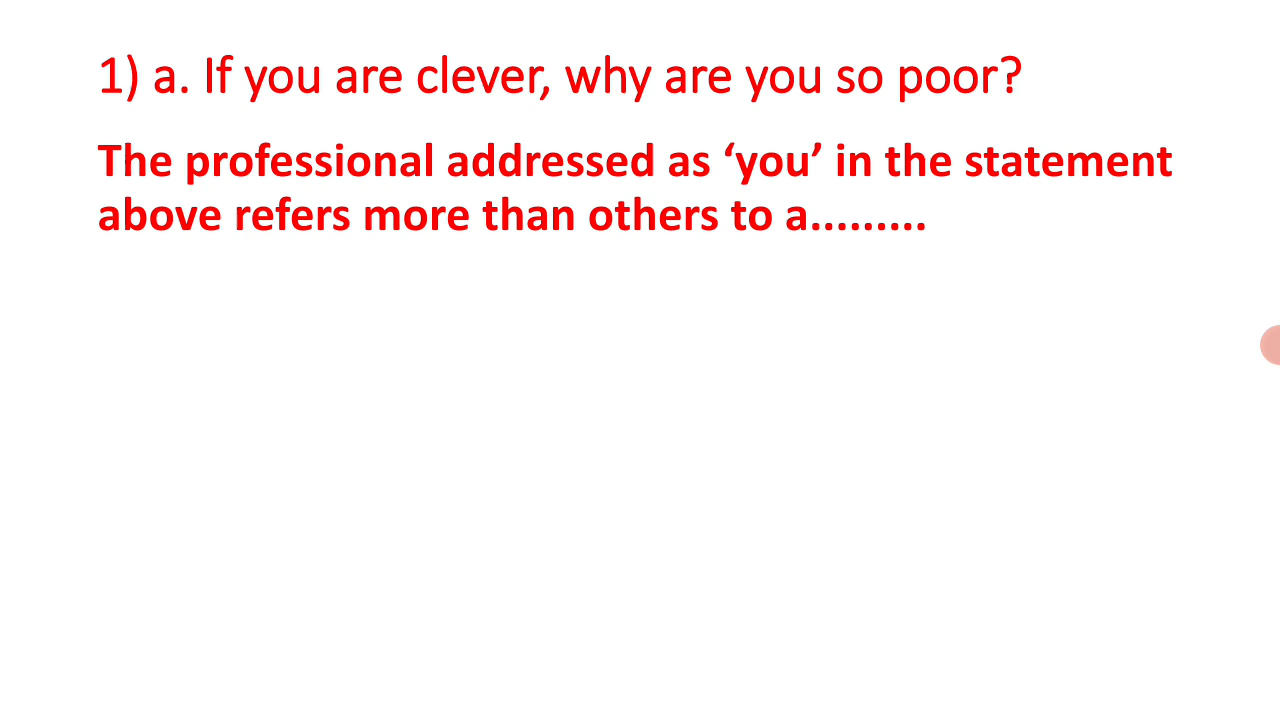 1) a. If you are clever, why are you so poor?
The professional addressed as ‘you’ in the statement
above refers more than others to a.........